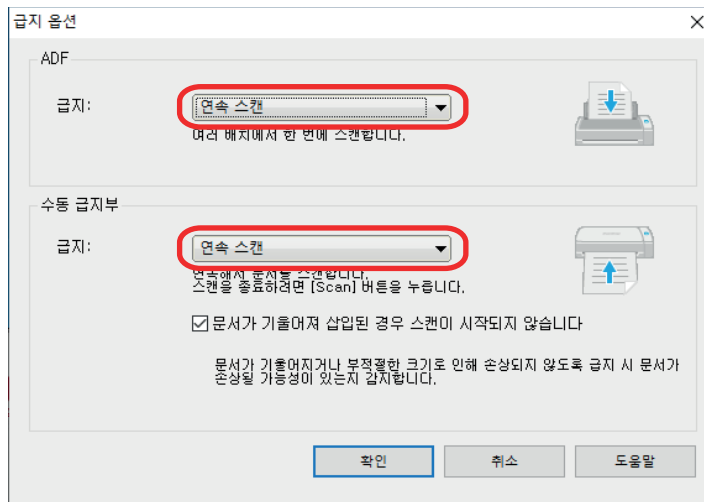 급지 옵션
ADF
급지:
연속 스캔
여러 배치에서 한 번에 스캔합니다.
수동 급지부
급지:
연속 스캔
연속해서 문서를 스캔합니다.
스캔을 종료하려면 [Scan] 버튼을 누릅니다.
문서가 기울어져 삽입된 경우 스캔이 시작되지 않습니다
문서가 기울어지거나 부적절한 크기로 인해 손상되지 않도록 급지 시 문서가
손상될 가능성이 있는지 감지합니다.
확인
취소
도움말